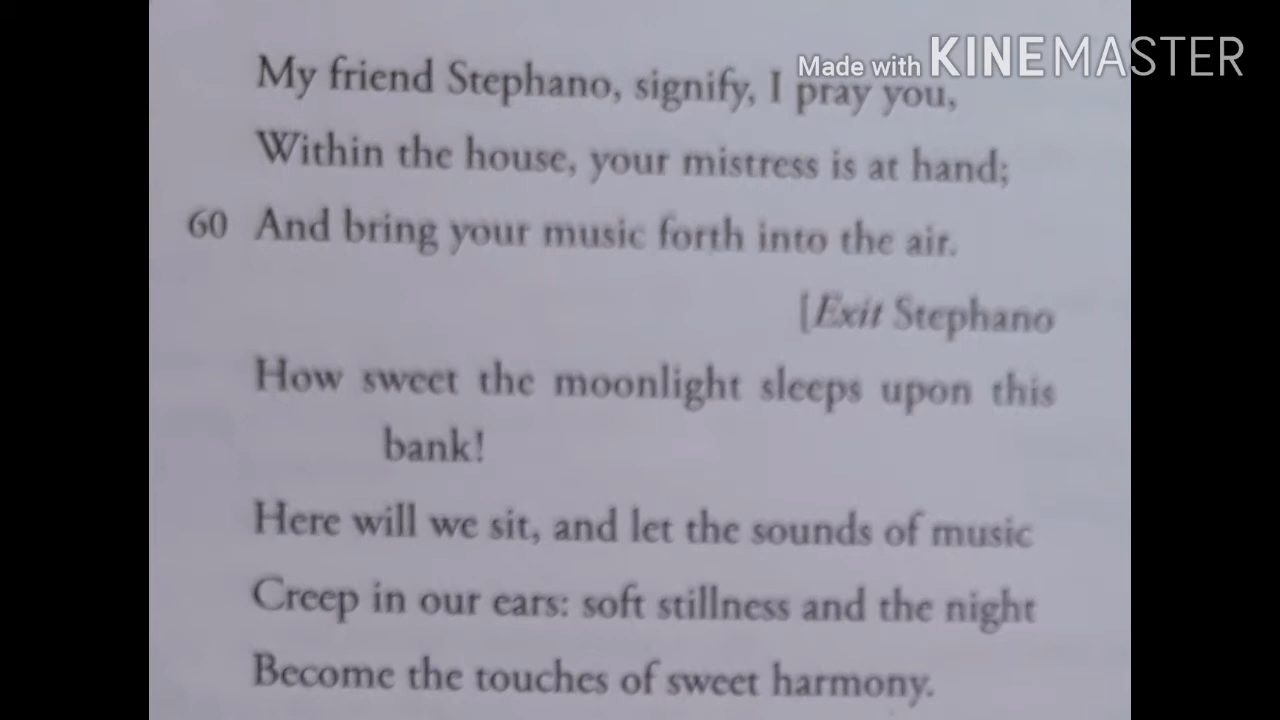 Made with KINEMASTER
My friend Stephano, signify, I pray you,
Within the house, your mistress is at hand;
60 And bring your music forth into the air.
[Exit Stephano
How sweet the moonlight sleeps upon this
bank!
Here will we sit, and let the sounds of music
Creep in our ears: soft stillness and the night
Become the touches of sweet harmony.